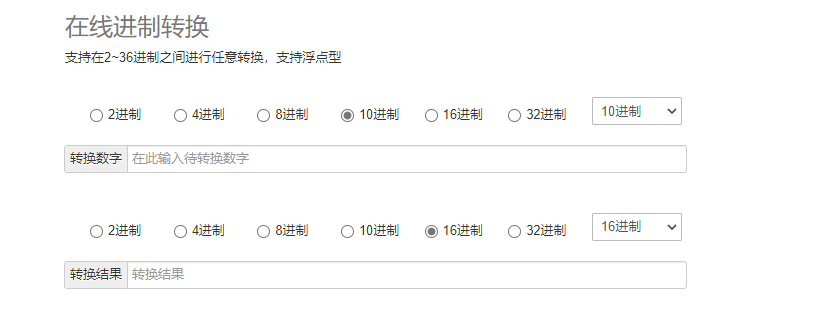 在线进制转换
支持在2~36进制之间进行任意转换，支持浮点型
2进制 4进制 8进制 10进制 16进制 32进制 10进制
转换数字 在此输入待转换数字
2进制 4进制 8进制 10进制 16进制 32进制 16进制
转换结果 转换结果